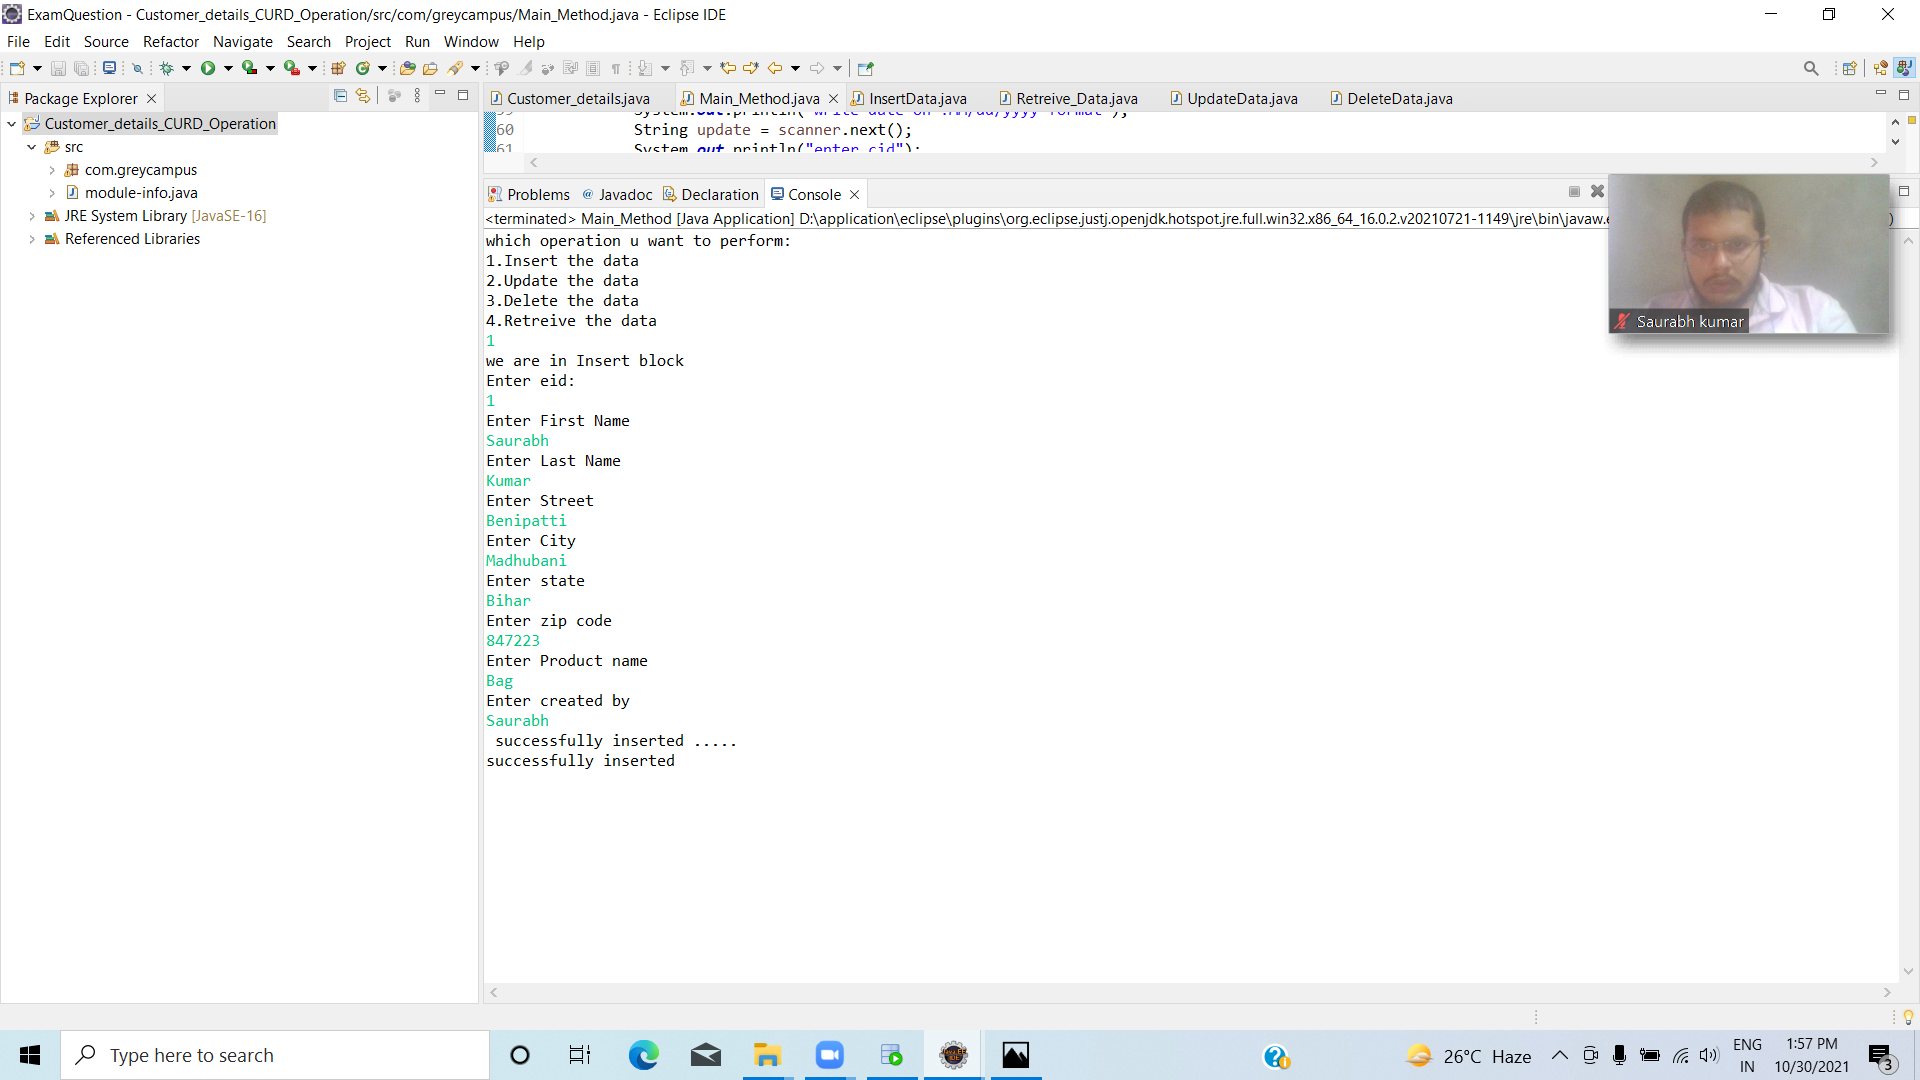 ExamQuestion - Customer_details_CURD_Operation/src/com/greycampus/Main_Method.java - Eclipse IDE
File Edit Source Refactor Navigate Search Project Run Window Help
Package Explorer
Customer_details_CURD_Operation
src
com.greycampus
module-info.java
JRE System Library [JavaSE-16]
Referenced Libraries
Customer_details.java Main_Method.java InsertData.java Retreive_Data.java UpdateData.java DeleteData.java
60 String update = scanner.next();
61 System.out.println("enter cid");
Problems Javadoc Declaration Console
<terminated> Main_Method [Java Application] D:\application\eclipse\plugins\org.eclipse.justj.openjdk.hotspot.jre.full.win32.x86_64_16.0.2.v20210721-1149\jre\bin\javaw.e
which operation u want to perform:
1.Insert the data
2.Update the data
3.Delete the data
4.Retreive the data
1
we are in Insert block
Enter eid:
1
Enter First Name
Saurabh
Enter Last Name
Kumar
Enter Street
Benipatti
Enter City
Madhubani
Enter state
Bihar
Enter zip code
847223
Enter Product name
Bag
Enter created by
Saurabh
successfully inserted .....
successfully inserted
Saurabh kumar
Type here to search
26°C Haze
ENG
IN
1:57 PM
10/30/2021
3